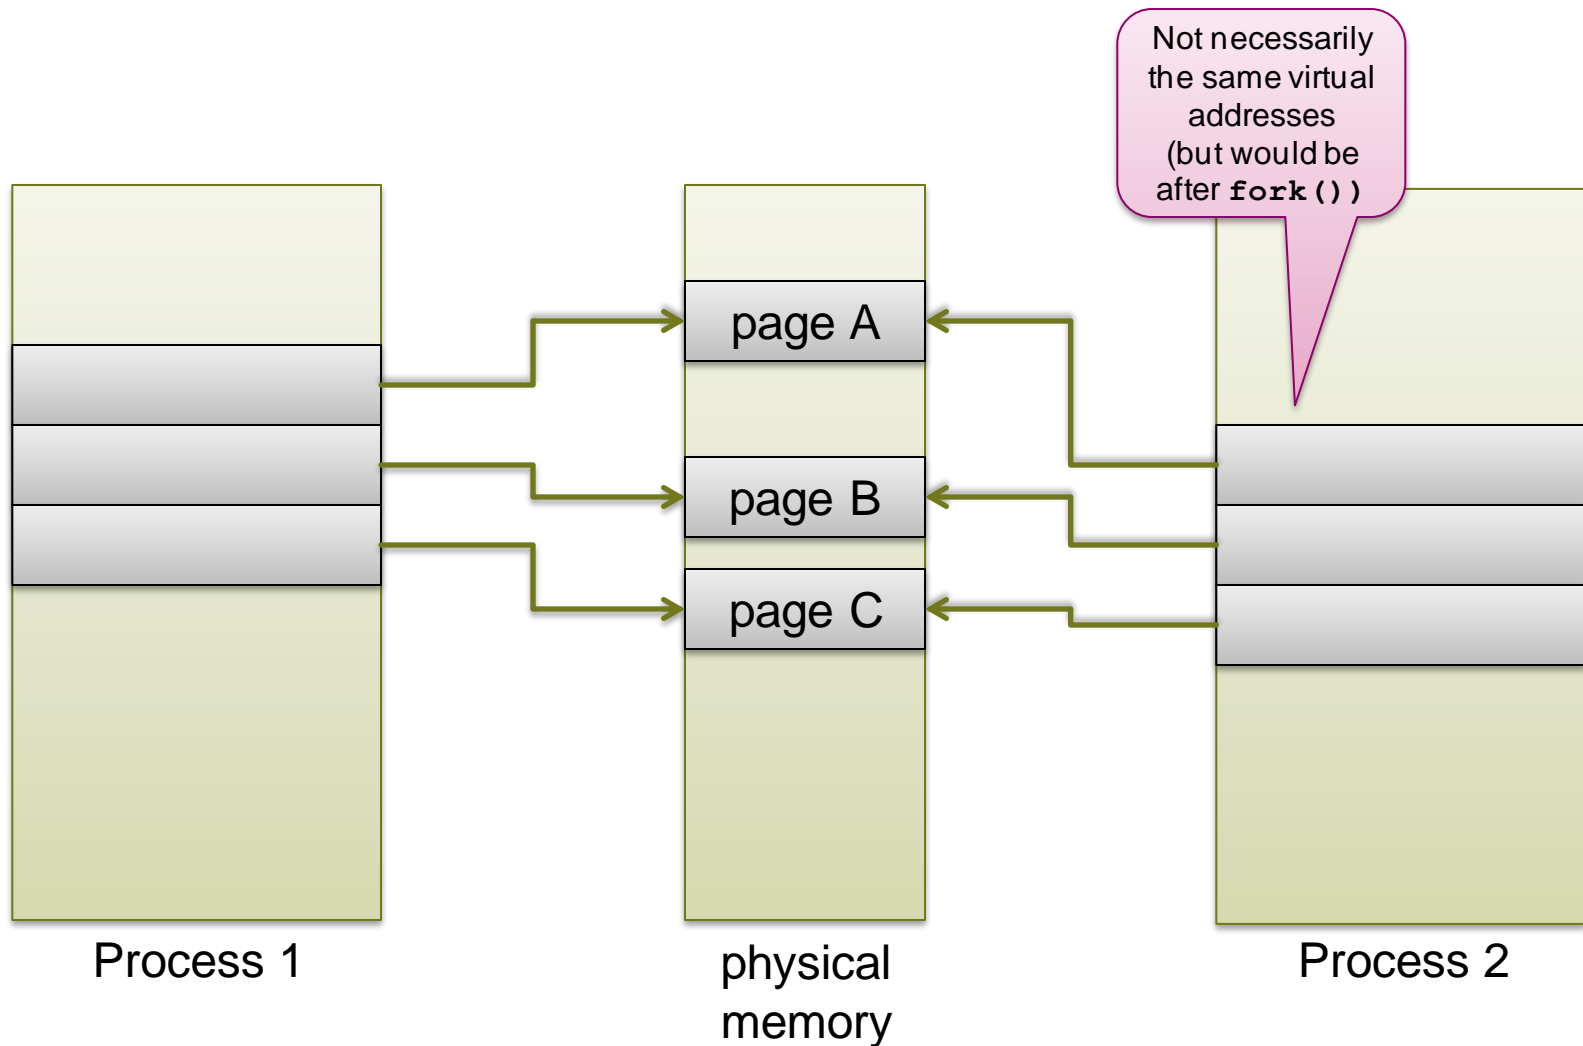 Not necessarily
the same virtual
addresses
(but would be
after fork())
page A
page B
page C
Process 1
physical
memory
Process 2